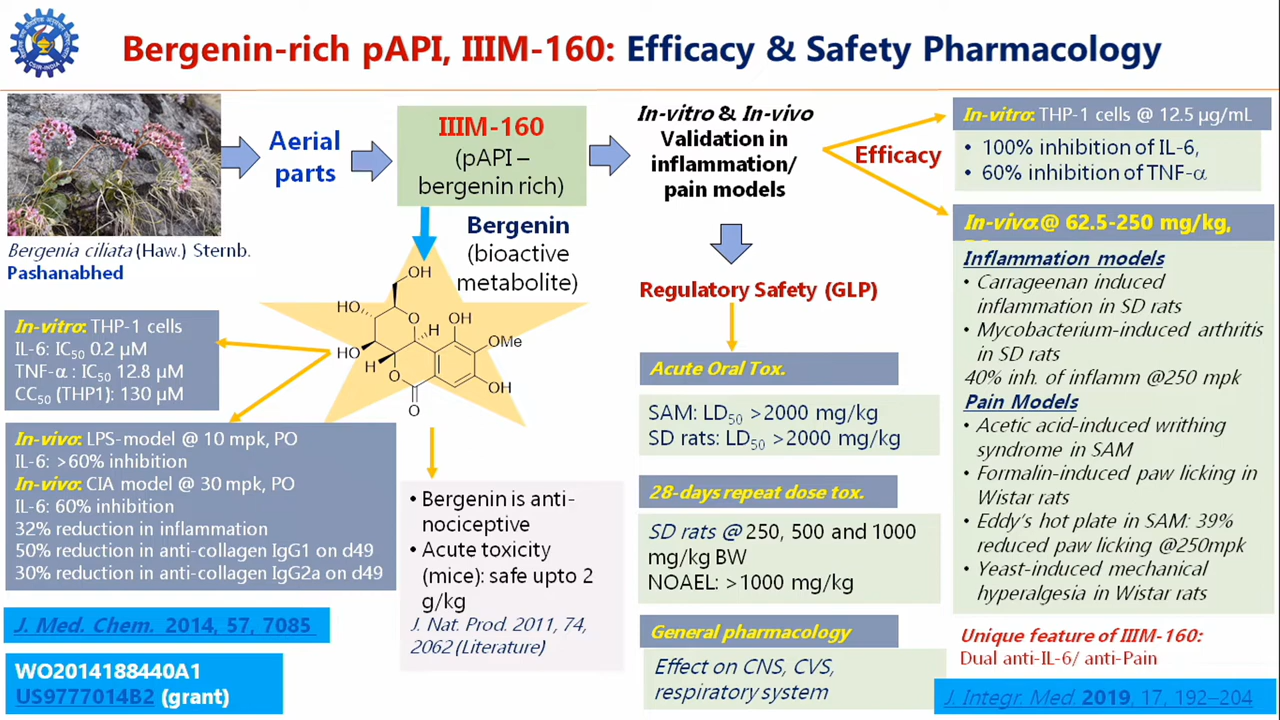 Bergenin-rich pAPI, IIIM-160: Efficacy & Safety Pharmacology
CSIR-INDIA
Bergenia ciliata (Haw.) Sternb.
Pashanabhed
Aerial
parts
IIIM-160
(pAPI –
bergenin rich)
Bergenin
(bioactive
metabolite)
OH
HO
O
H
OH
HO
OMe
H
O
OH
O
In-vitro: THP-1 cells
IL-6: IC50 0.2 µM
TNF-α : IC50 12.8 µM
CC50 (THP1): 130 µM
In-vivo: LPS-model @ 10 mpk, PO
IL-6: >60% inhibition
In-vivo: CIA model @ 30 mpk, PO
IL-6: 60% inhibition
32% reduction in inflammation
50% reduction in anti-collagen IgG1 on d49
30% reduction in anti-collagen IgG2a on d49
J. Med. Chem. 2014, 57, 7085
WO2014188440A1
US9777014B2 (grant)
• Bergenin is anti-
nociceptive
• Acute toxicity
(mice): safe upto 2
g/kg
J. Nat. Prod. 2011, 74,
2062 (Literature)
In-vitro & In-vivo
Validation in
inflammation/
pain models
Regulatory Safety (GLP)
Acute Oral Tox.
SAM: LD50 >2000 mg/kg
SD rats: LD50 >2000 mg/kg
28-days repeat dose tox.
SD rats @ 250, 500 and 1000
mg/kg BW
NOAEL: >1000 mg/kg
General pharmacology
Effect on CNS, CVS,
respiratory system
Efficacy
In-vitro: THP-1 cells @ 12.5 µg/mL
• 100% inhibition of IL-6,
• 60% inhibition of TNF-α
In-vivo:@ 62.5-250 mg/kg,
Inflammation models
• Carrageenan induced
inflammation in SD rats
• Mycobacterium-induced arthritis
in SD rats
40% inh. of inflamm @250 mpk
Pain Models
• Acetic acid-induced writhing
syndrome in SAM
• Formalin-induced paw licking in
Wistar rats
• Eddy's hot plate in SAM: 39%
reduced paw licking @250mpk
• Yeast-induced mechanical
hyperalgesia in Wistar rats
Unique feature of IIIM-160:
Dual anti-IL-6/ anti-Pain
J. Integr. Med. 2019, 17, 192–204